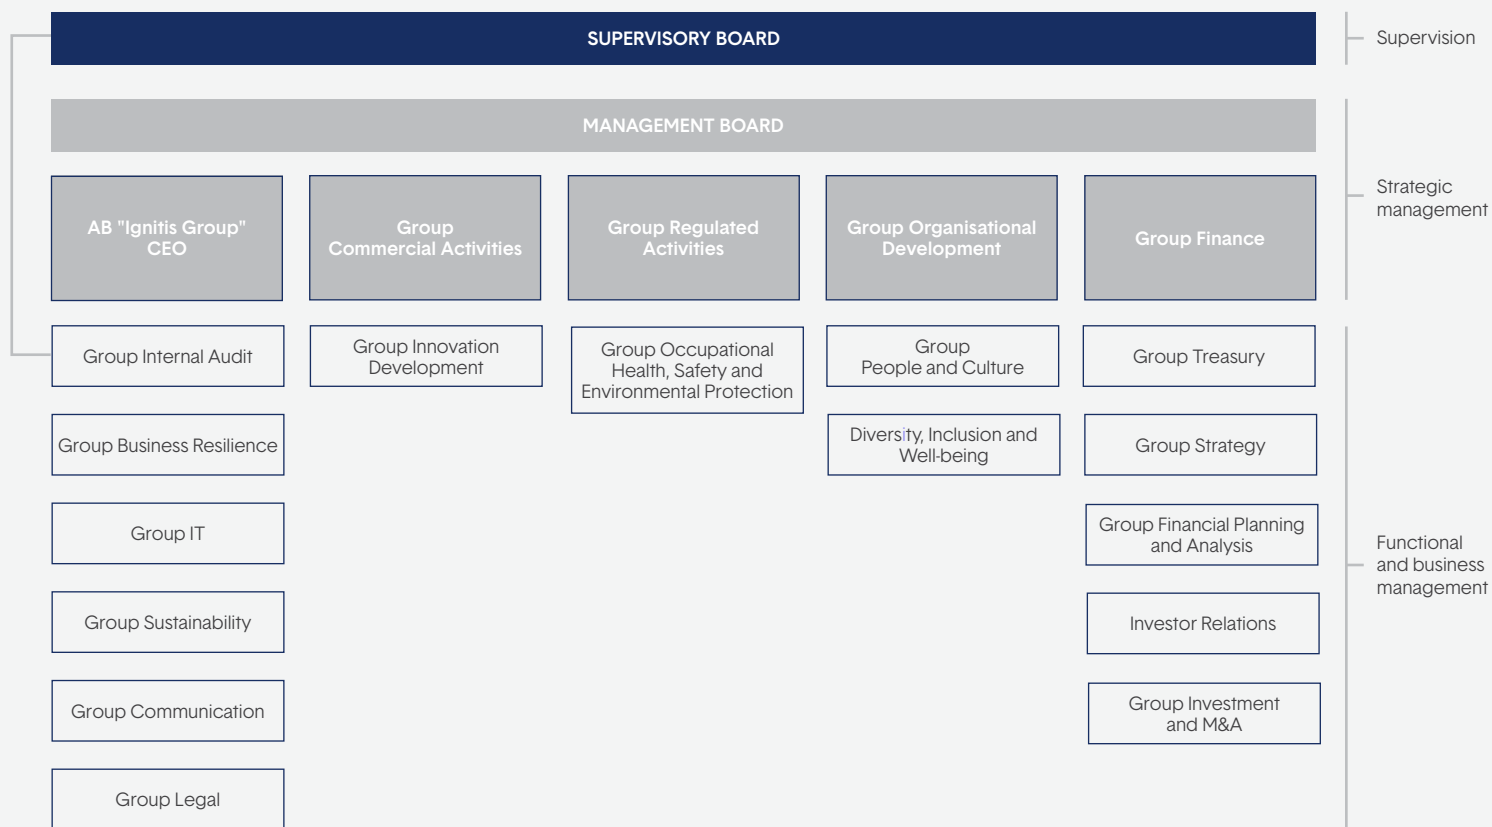 SUPERVISORY BOARD
Supervision
MANAGEMENT BOARD
Strategic
management
AB "Ignitis Group"
CEO
Group
Commercial Activities
Group Regulated
Activities
Group Organisational
Development
Group Finance
Group Internal Audit
Group Business Resilience
Group IT
Group Sustainability
Group Communication
Group Legal
Group Innovation
Development
Group Occupational
Health, Safety and
Environmental Protection
Group
People and Culture
Diversity, Inclusion and
Well-being
Group Treasury
Group Strategy
Group Financial Planning
and Analysis
Investor Relations
Group Investment
and M&A
Functional
and business
management